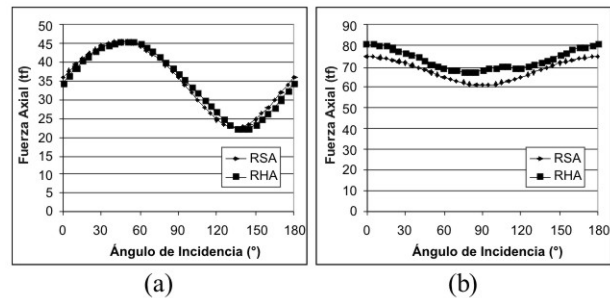 Fuerza Axial (tf)
50
45
40
35
30
25
20
15
10
5
0
RSA
RHA
0 30 60 90 120 150 180
Ángulo de Incidencia (°)
(a)
Fuerza Axial (tf)
90
80
70
60
50
40
30
20
10
0
RSA
RHA
0 30 60 90 120 150 180
Ángulo de Incidencia (°)
(b)